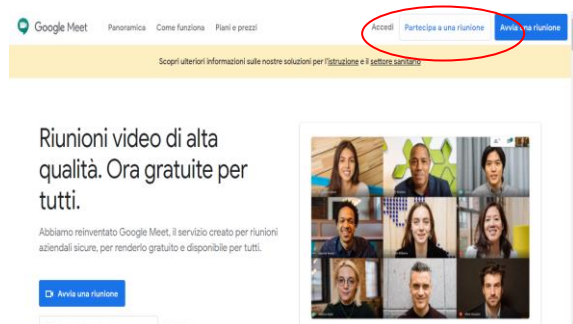 Google Meet Panoramica Come funziona Piani e prezzi Accedi Partecipa a una riunione Avvia una riunione
Scopri ulteriori informazioni sulle nostre soluzioni per l'istruzione e il settore sanitario
Riunioni video di alta
qualità. Ora gratuite per
tutti.
Abbiamo reinventato Google Meet, il servizio creato per riunioni
aziendali sicure, per renderlo gratuito e disponibile per tutti.
Avvia una riunione